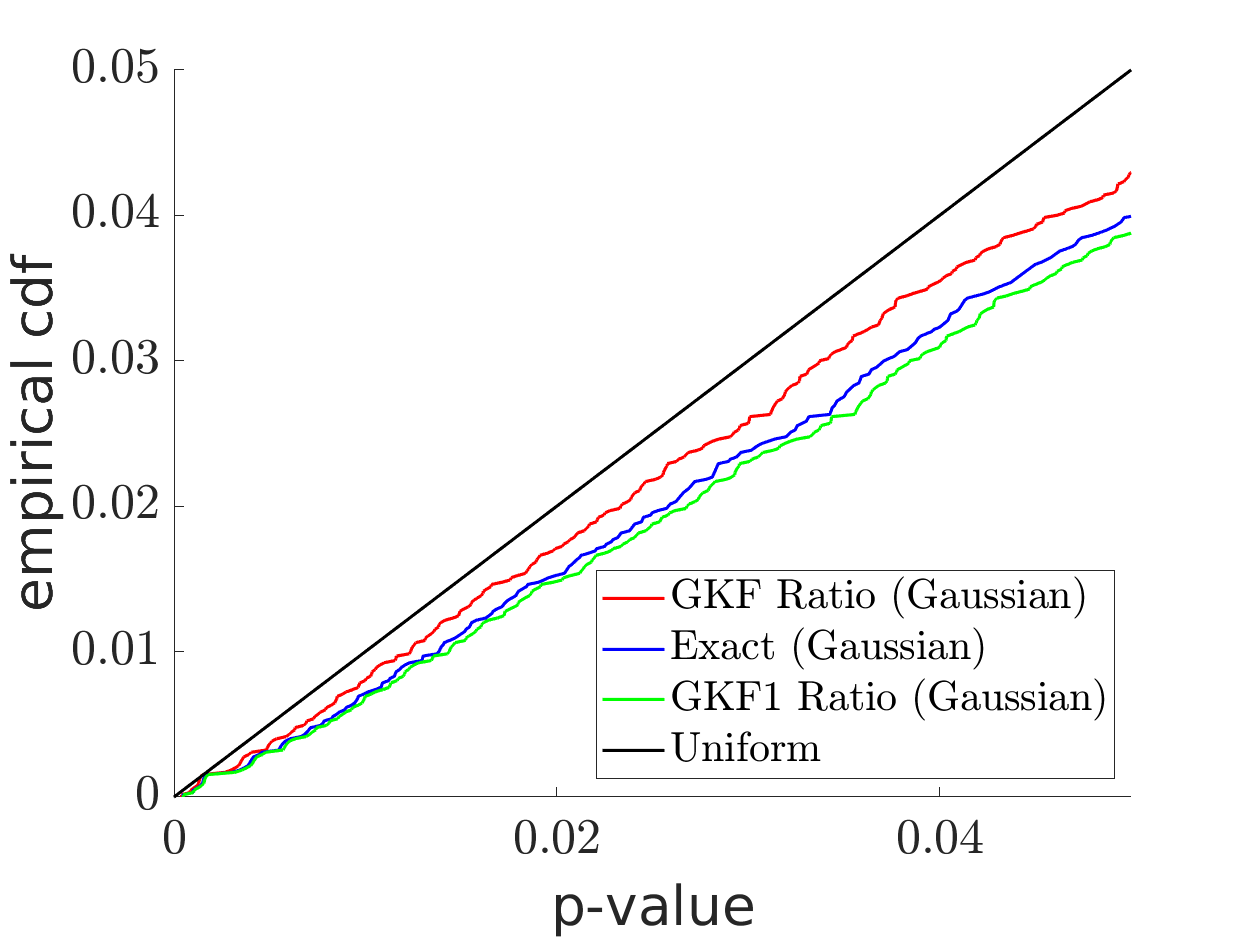 0.05
0.04
0.03
0.02
0.01
0
empirical cdf
GKF Ratio (Gaussian)
Exact (Gaussian)
GKF1 Ratio (Gaussian)
Uniform
0 0.02 0.04
p-value